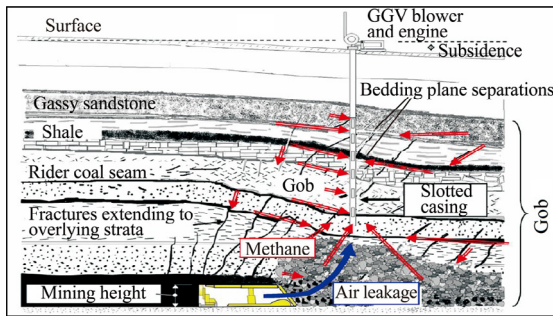 GGV blower
and engine
Surface
Subsidence
Bedding plane separations
Gassy sandstone
Shale
Rider coal seam
Gob
Slotted
casing
Fractures extending to
overlying strata
Methane
Mining height
Air leakage
Gob